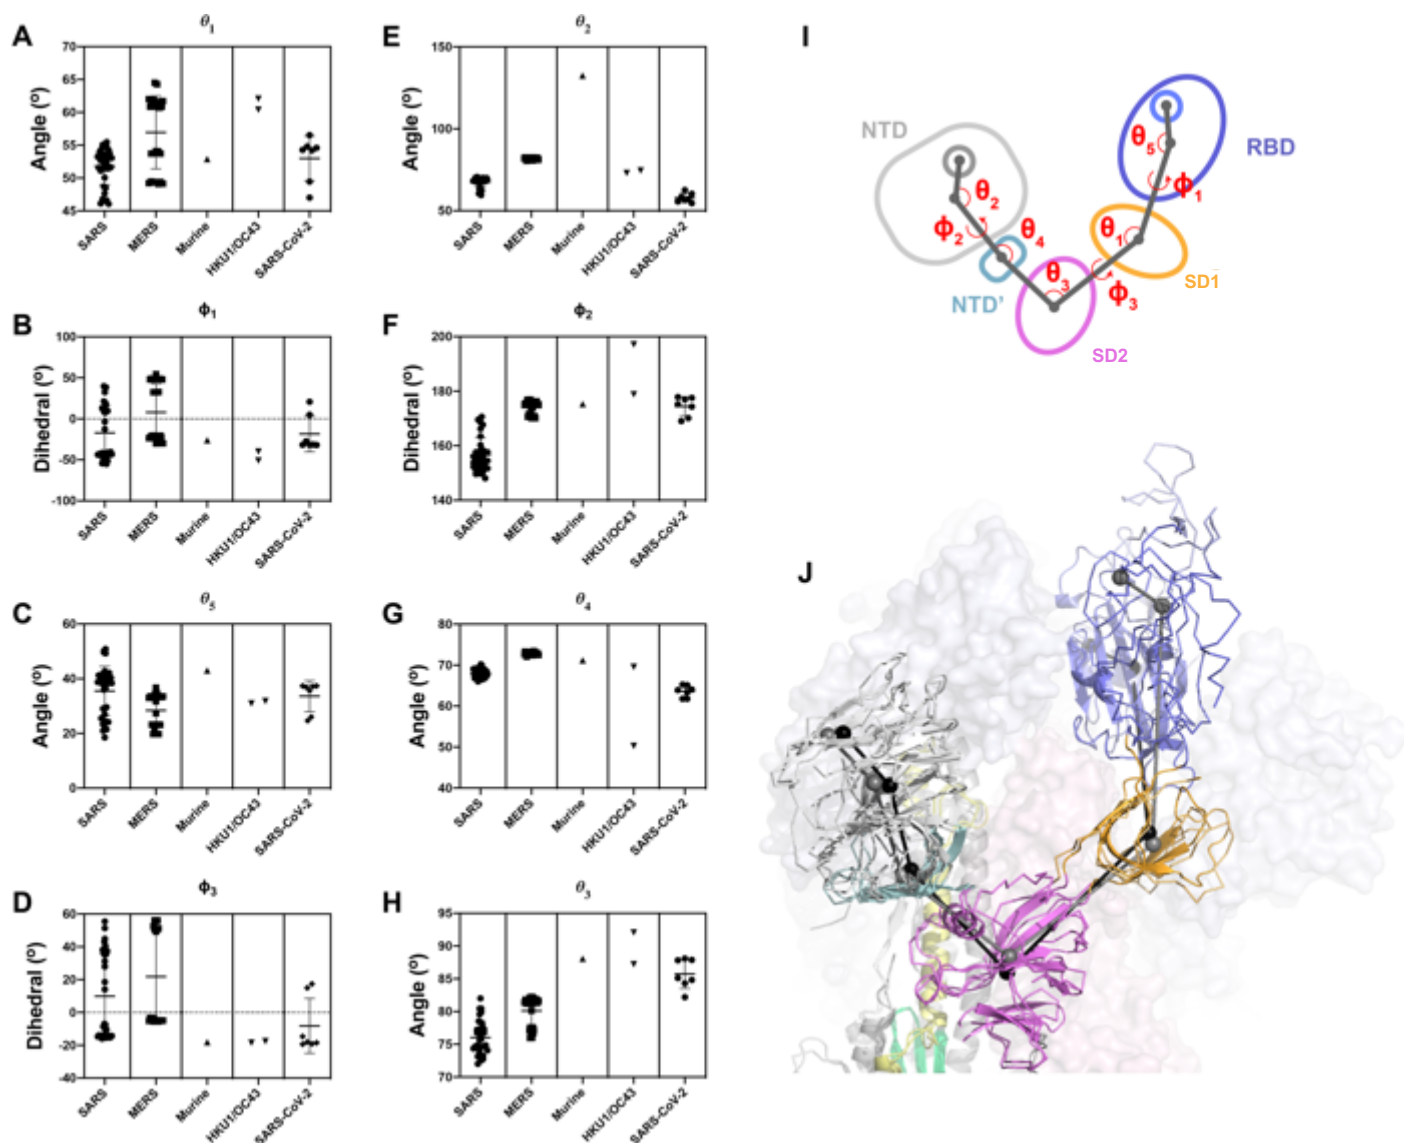 A
θ1
Angle (º)
70
65
60
55
50
45
SARS
MERS
Murine
HKU1/OC43
SARS-CoV-2
B
ϕ1
Dihedral (º)
100
50
0
-50
-100
SARS
MERS
Murine
HKU1/OC43
SARS-CoV-2
C
θ5
Angle (º)
60
40
20
0
SARS
MERS
Murine
HKU1/OC43
SARS-CoV-2
D
ϕ3
Dihedral (º)
60
40
20
0
-20
-40
SARS
MERS
Murine
HKU1/OC43
SARS-CoV-2
E
θ2
Angle (º)
150
100
50
SARS
MERS
Murine
HKU1/OC43
SARS-CoV-2
F
ϕ2
Dihedral (º)
200
180
160
140
SARS
MERS
Murine
HKU1/OC43
SARS-CoV-2
G
θ4
Angle (º)
80
70
60
50
40
SARS
MERS
Murine
HKU1/OC43
SARS-CoV-2
H
θ3
Angle (º)
95
90
85
80
75
70
SARS
MERS
Murine
HKU1/OC43
SARS-CoV-2
I
NTD
RBD
θ5
ϕ1
θ2
ϕ2
θ4
θ1
θ3
ϕ3
SD1
NTD'
SD2
J